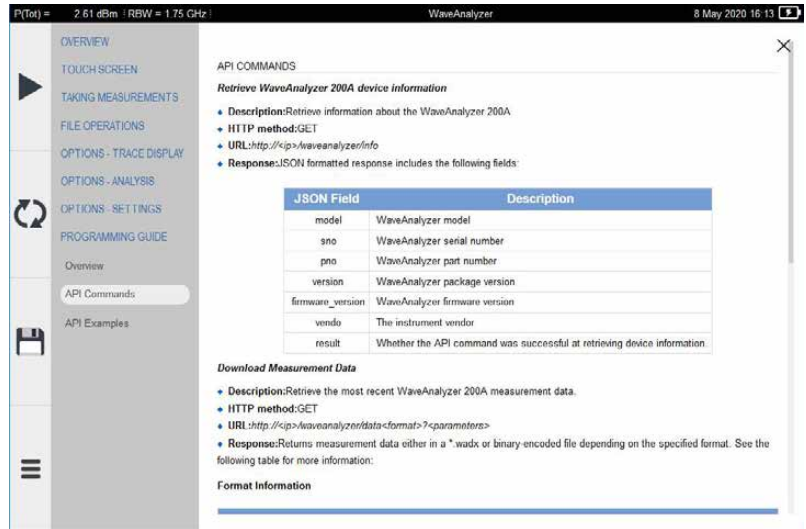 P(Tot) = 2.61 dBm RBW = 1.75 GHz WaveAnalyzer 8 May 2020 16:13
OVERVIEW
TOUCH SCREEN
TAKING MEASUREMENTS
FILE OPERATIONS
OPTIONS - TRACE DISPLAY
OPTIONS - ANALYSIS
OPTIONS - SETTINGS
PROGRAMMING GUIDE
Overview
API Commands
API Examples
API COMMANDS
Retrieve WaveAnalyzer 200A device information
Description:Retrieve information about the WaveAnalyzer 200A
HTTP method:GET
URL:http://<ip>/waveanalyzer/info
Response:JSON formatted response includes the following fields:
JSON Field Description
model WaveAnalyzer model
sno WaveAnalyzer serial number
pno WaveAnalyzer part number
version WaveAnalyzer package version
firmware_version WaveAnalyzer firmware version
vendo The instrument vendor
result Whether the API command was successful at retrieving device information.
Download Measurement Data
Description:Retrieve the most recent WaveAnalyzer 200A measurement data.
HTTP method:GET
URL:http://<ip>/waveanalyzer/data<format>?<parameters>
Response:Returns measurement data either in a *.wadx or binary-encoded file depending on the specified format. See the
following table for more information:
Format Information